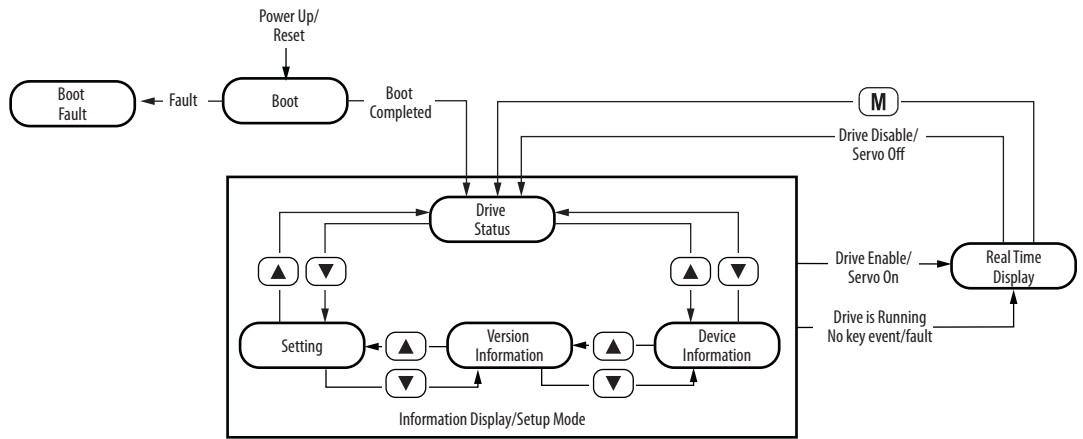 Power Up/
Reset
Boot
Fault
Fault
Boot
Boot
Completed
M
Drive Disable/
Servo Off
Drive
Status
Drive Enable/
Servo On
Real Time
Display
Drive is Running
No key event/fault
Setting
Version
Information
Device
Information
Information Display/Setup Mode